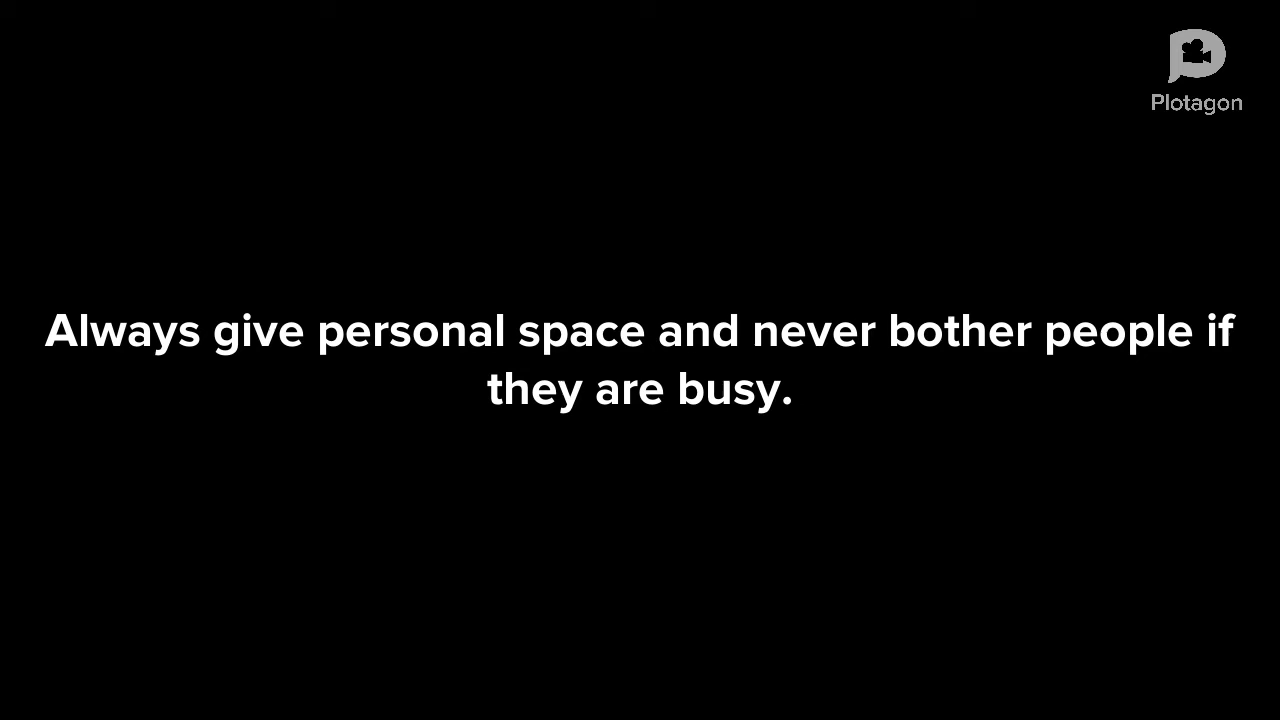 Plotagon
Always give personal space and never bother people if
they are busy.